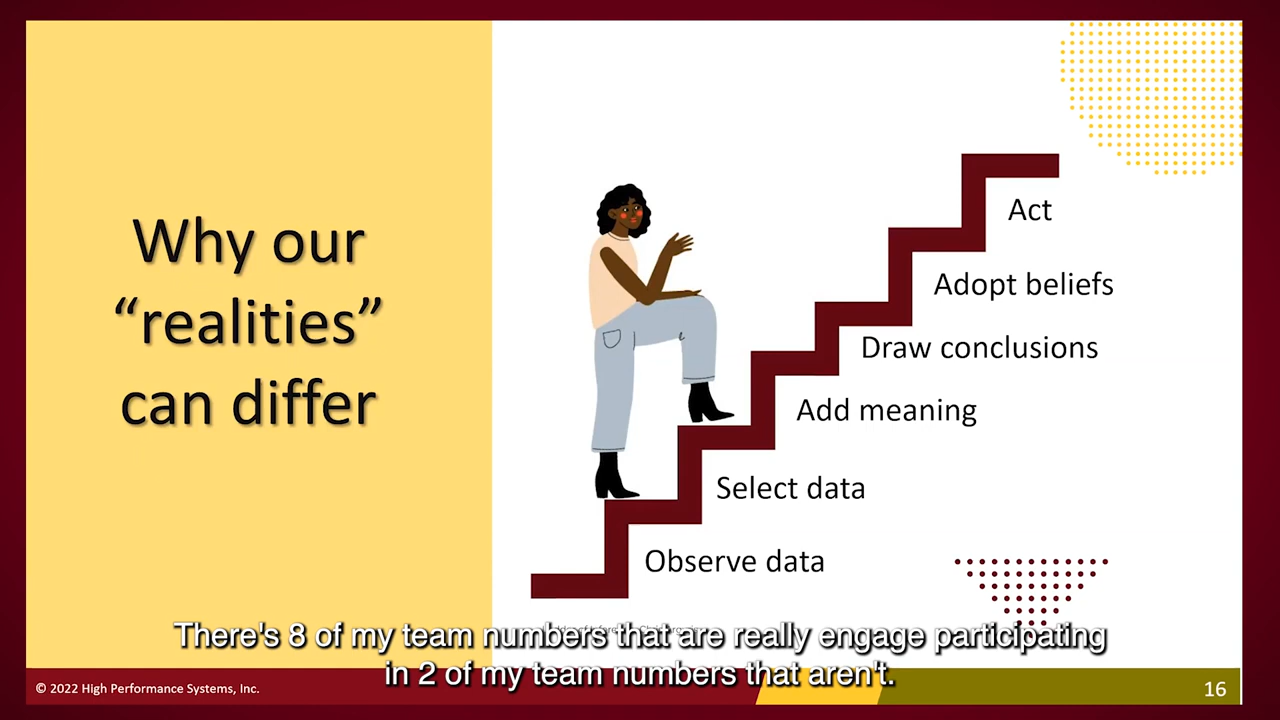 Why our
“realities”
can differ
Act
Adopt beliefs
Draw conclusions
Add meaning
Select data
Observe data
There's 8 of my team numbers that are really engage participating
in 2 of my team numbers that aren't.
© 2022 High Performance Systems, Inc.
16